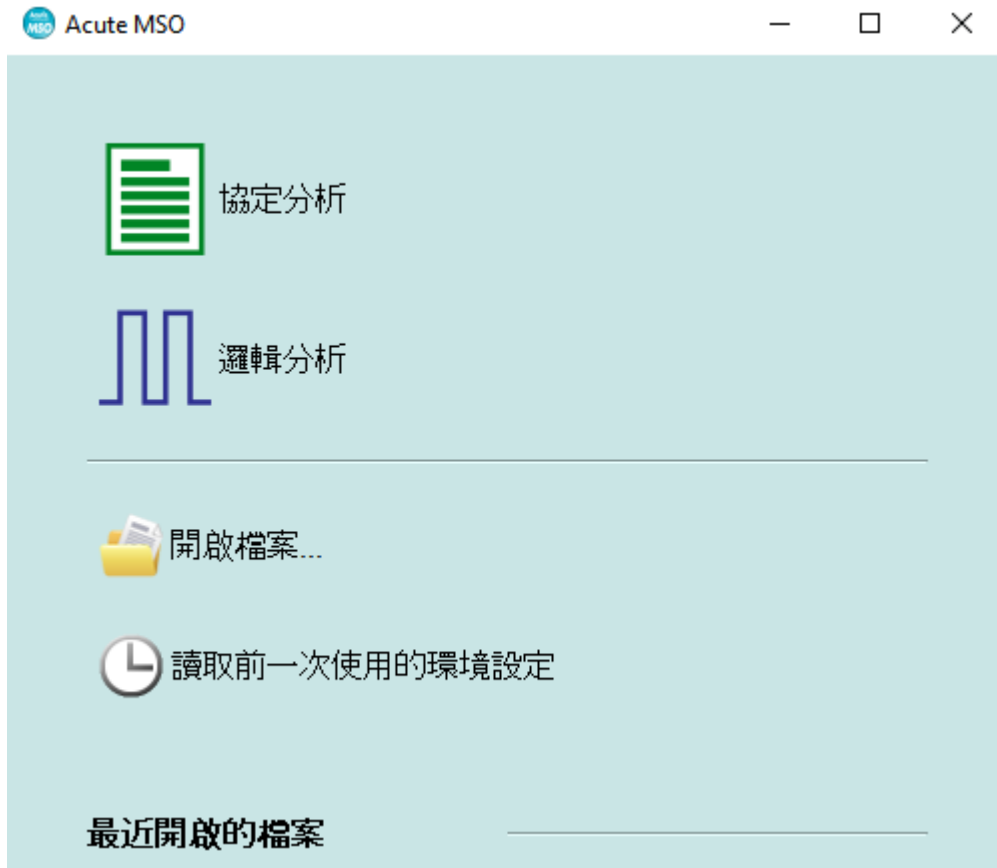 Acute MSO
協定分析
邏輯分析
開啟檔案...
讀取前一次使用的環境設定
最近開啟的檔案